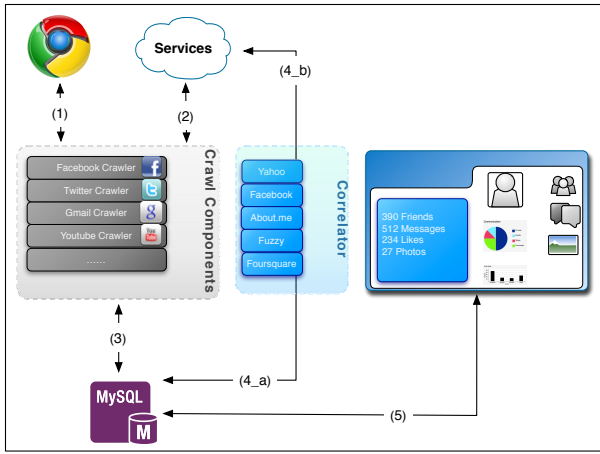 Services
(4_b)
(1)
(2)
Facebook Crawler
f
Twitter Crawler
t
Gmail Crawler
g
Youtube Crawler
You
......
Crawl Components
Yahoo
Facebook
About.me
Fuzzy
Foursquare
Correlator
390 Friends
512 Messages
234 Likes
27 Photos
(3)
(4_a)
MySQL
M
(5)